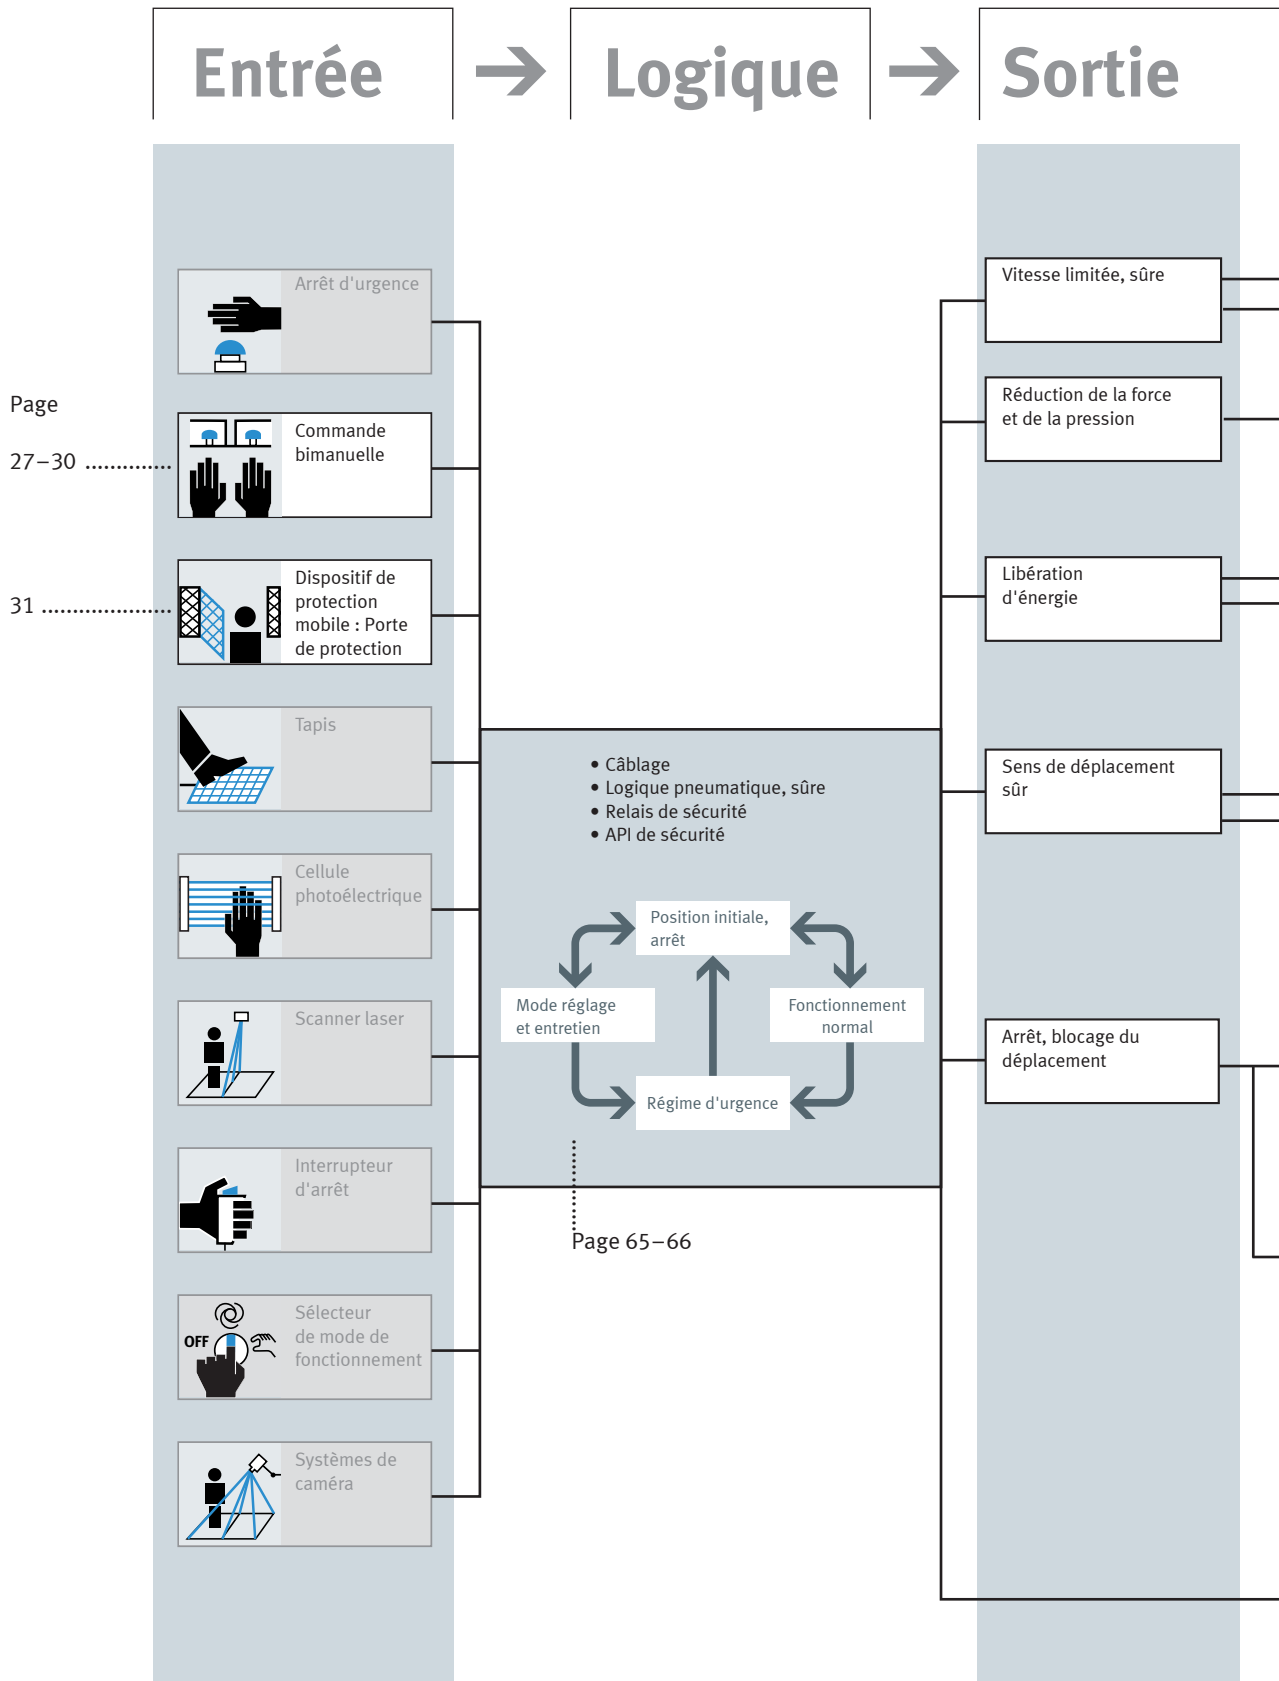 Entrée
Logique
Sortie
Arrêt d'urgence
Page
27–30
Commande
bimanuelle
31
Dispositif de
protection
mobile : Porte
de protection
Tapis
Cellule
photoélectrique
Scanner laser
Interrupteur
d'arrêt
OFF
Sélecteur
de mode de
fonctionnement
Systèmes de
caméra
• Câblage
• Logique pneumatique, sûre
• Relais de sécurité
• API de sécurité
Position initiale,
arrêt
Mode réglage
et entretien
Fonctionnement
normal
Régime d'urgence
Page 65–66
Vitesse limitée, sûre
Réduction de la force
et de la pression
Libération
d'énergie
Sens de déplacement
sûr
Arrêt, blocage du
déplacement